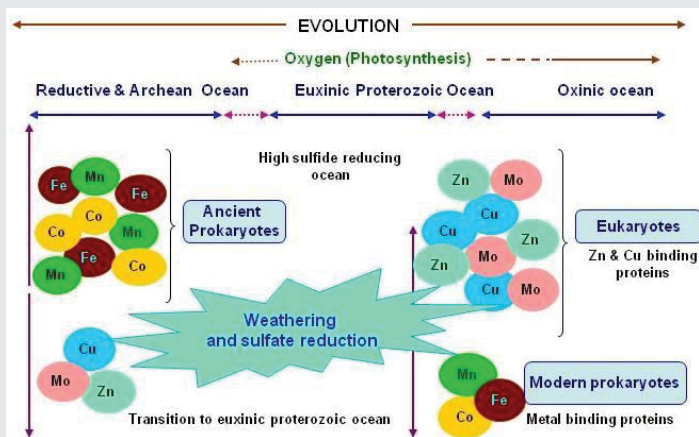 EVOLUTION
Oxygen (Photosynthesis)
Reductive & Archean Ocean
Euxinic Proterozoic Ocean
Oxinic ocean
High sulfide reducing
ocean
Fe
Mn
Fe
Co
Co
Mn
Fe
Mn
Co
Ancient
Prokaryotes
Zn
Mo
Cu
Cu
Zn
Zn
Mo
Cu
Mo
Eukaryotes
Zn & Cu binding
proteins
Weathering
and sulfate reduction
Cu
Mo
Zn
Transition to euxinic proterozoic ocean
Mn
Fe
Co
Modern prokaryotes
Metal binding proteins